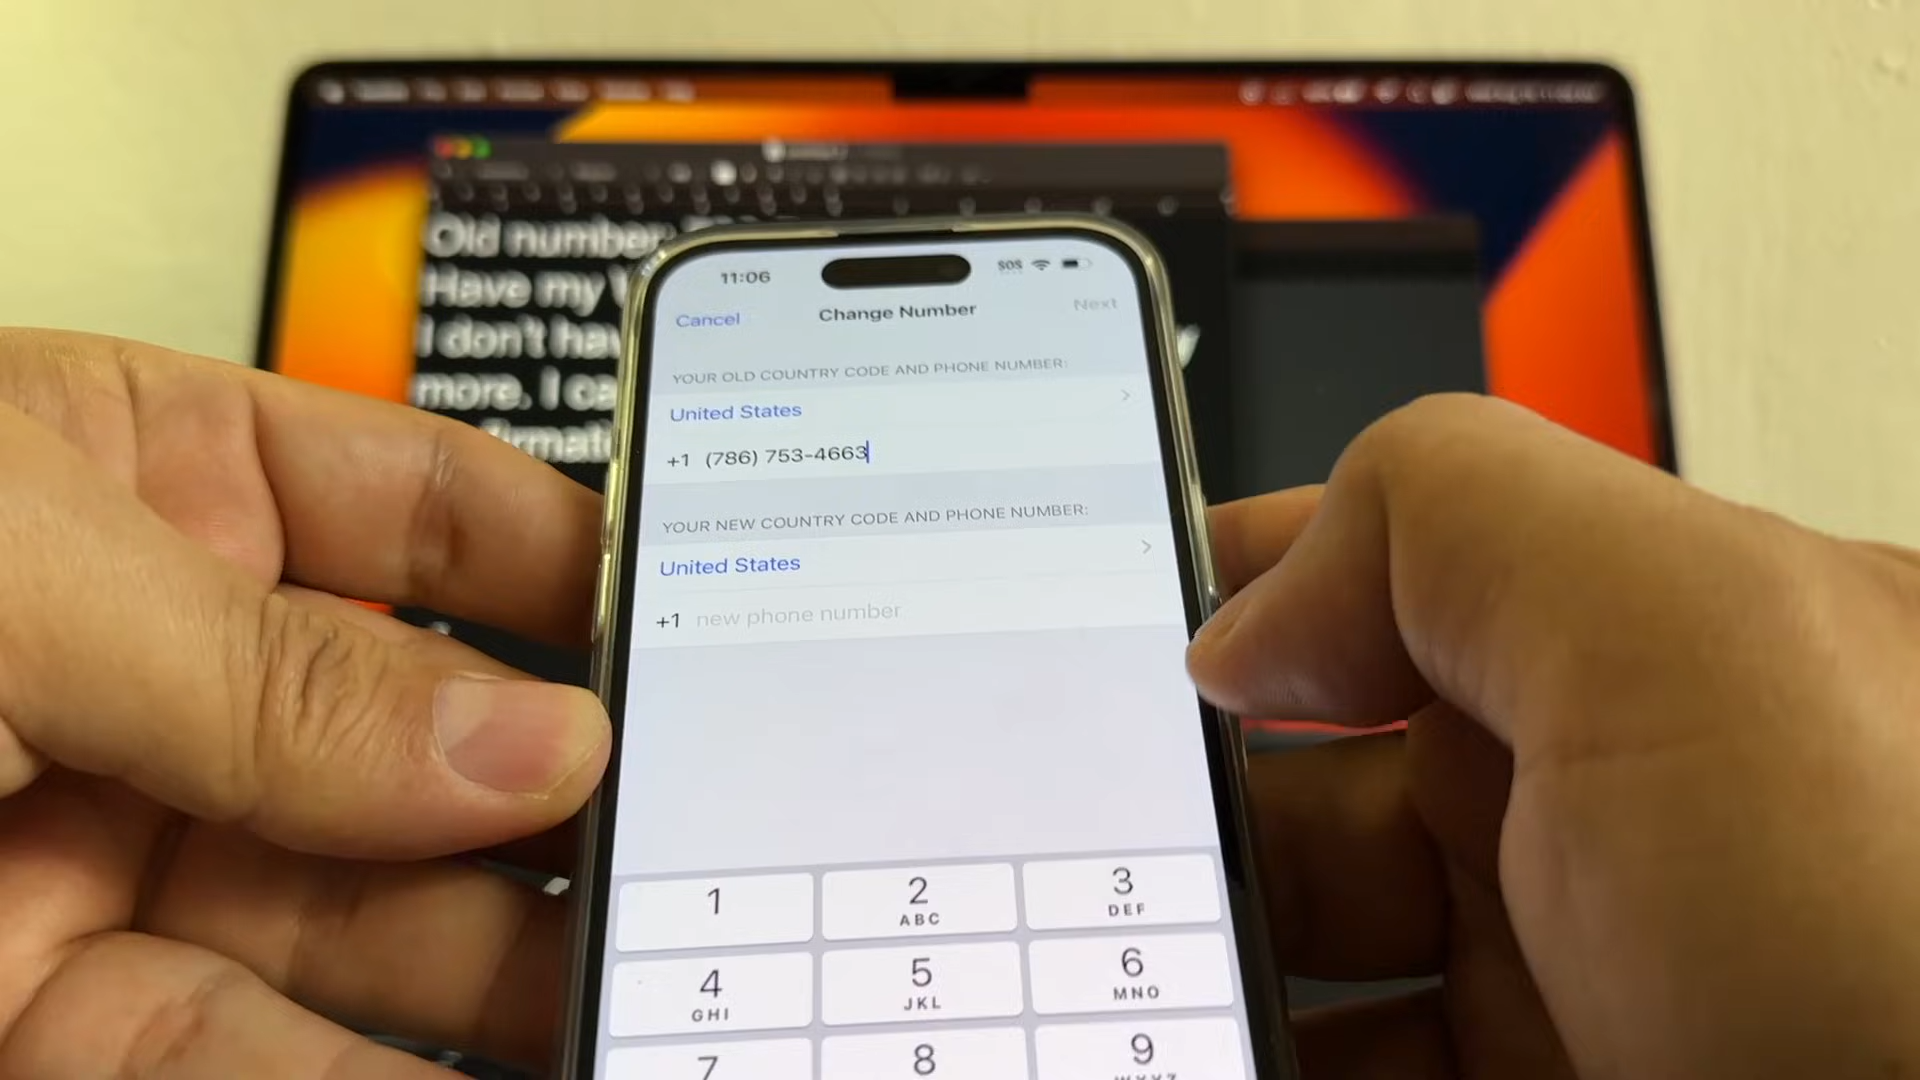 Old number:
Have my
I don't hav
more. I ca
firmati
y
11:06
SOS
Cancel
Change Number
Next
YOUR OLD COUNTRY CODE AND PHONE NUMBER:
United States
+1 (786) 753-4663
YOUR NEW COUNTRY CODE AND PHONE NUMBER:
United States
+1 new phone number
1
2
ABC
3
DEF
4
GHI
5
JKL
6
MNO
7
8
9
WXYZ